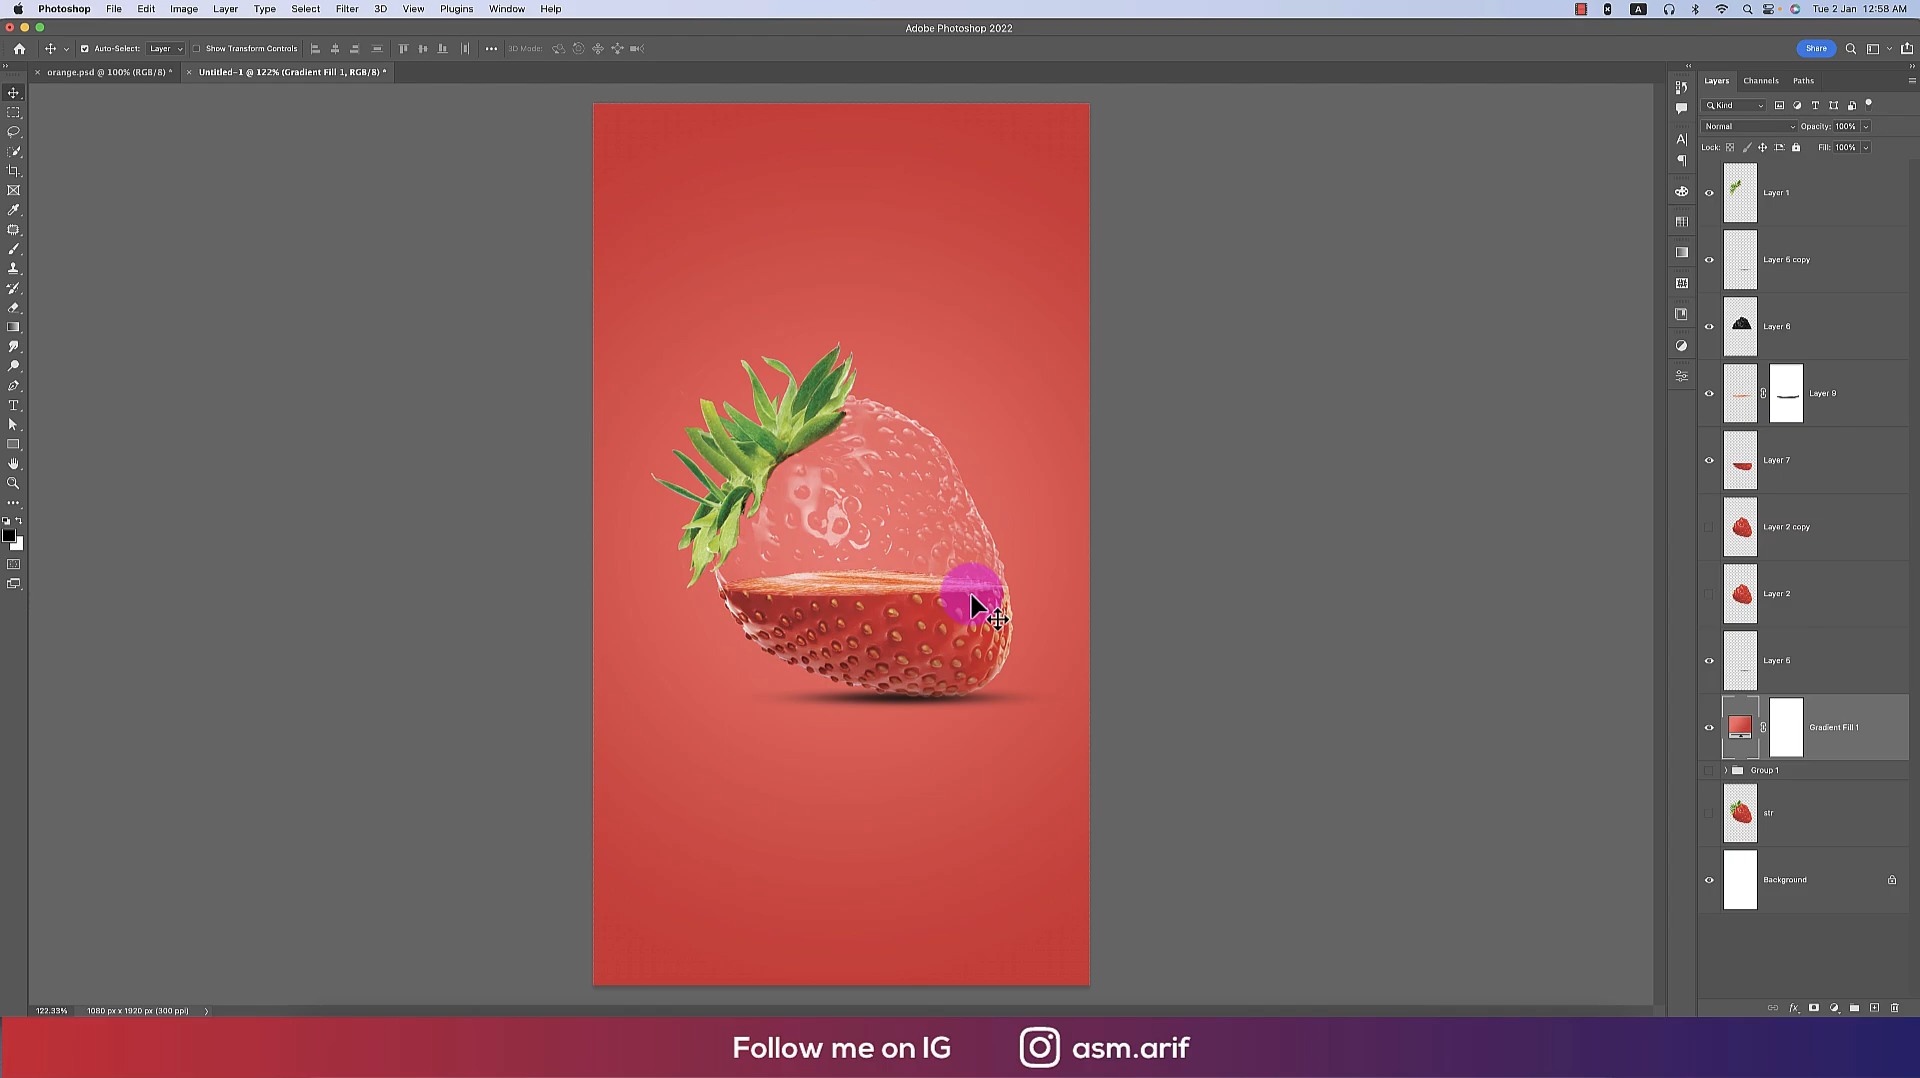 Photoshop File Edit Image Layer Type Select Filter 3D View Plugins Window Help
A Tue 2 Jan 12:58 AM
Adobe Photoshop 2022
Auto-Select: Layer Show Transform Controls 3D Mode: Share
orange.psd @ 100% (RGB/8) * Untitled-1 @ 122% (Gradient Fill 1, RGB/8) *
Layers Channels Paths
Kind
Normal Opacity: 100%
Lock: Fill: 100%
Layer 1
Layer 5 copy
Layer 6
Layer 9
Layer 7
Layer 2 copy
Layer 2
Layer 5
Gradient Fill 1
Group 1
str
Background
122.33% 1080 px x 1920 px (300 ppi)
Follow me on IG asm.arif